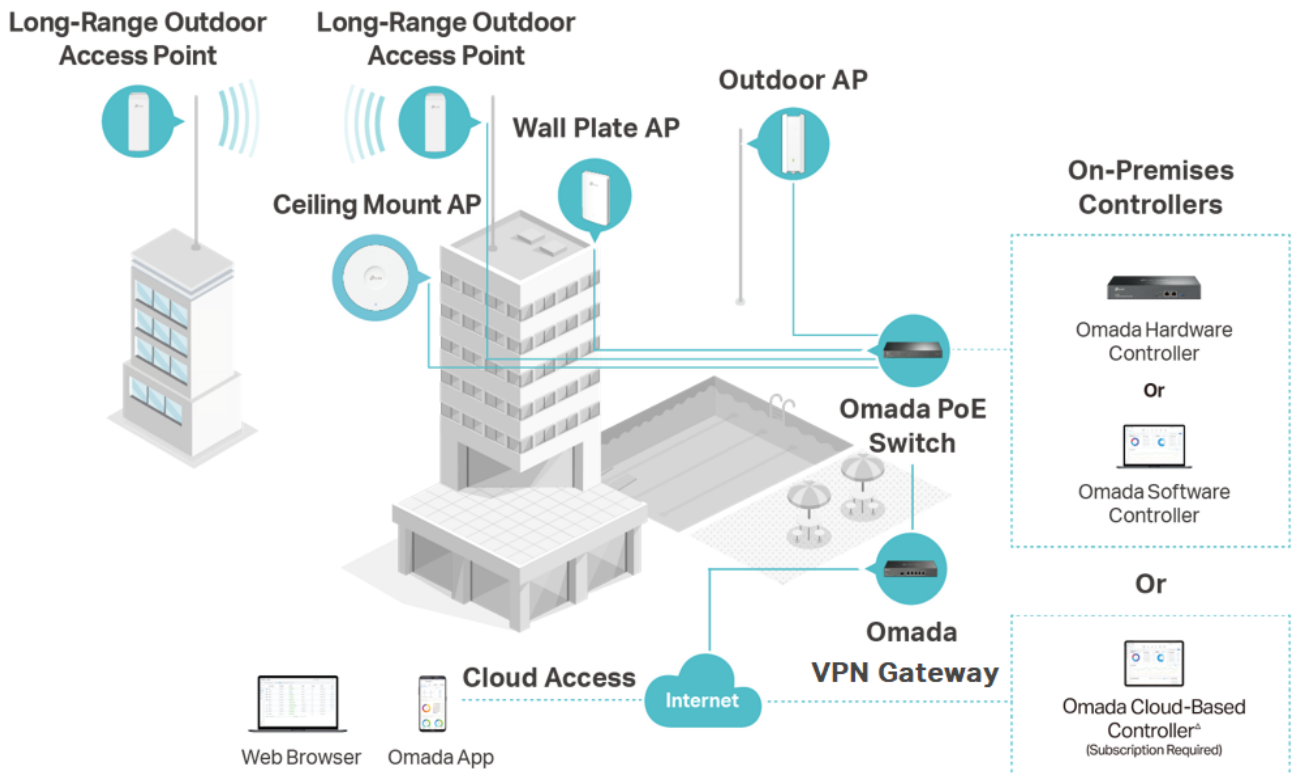 Long-Range Outdoor
Access Point
Long-Range Outdoor
Access Point
Outdoor AP
Wall Plate AP
Ceiling Mount AP
On-Premises
Controllers
Omada Hardware
Controller
Or
Omada PoE
Switch
Omada Software
Controller
Or
Omada
VPN Gateway
Cloud Access
Internet
Omada Cloud-Based
Controller△
(Subscription Required)
Web Browser
Omada App